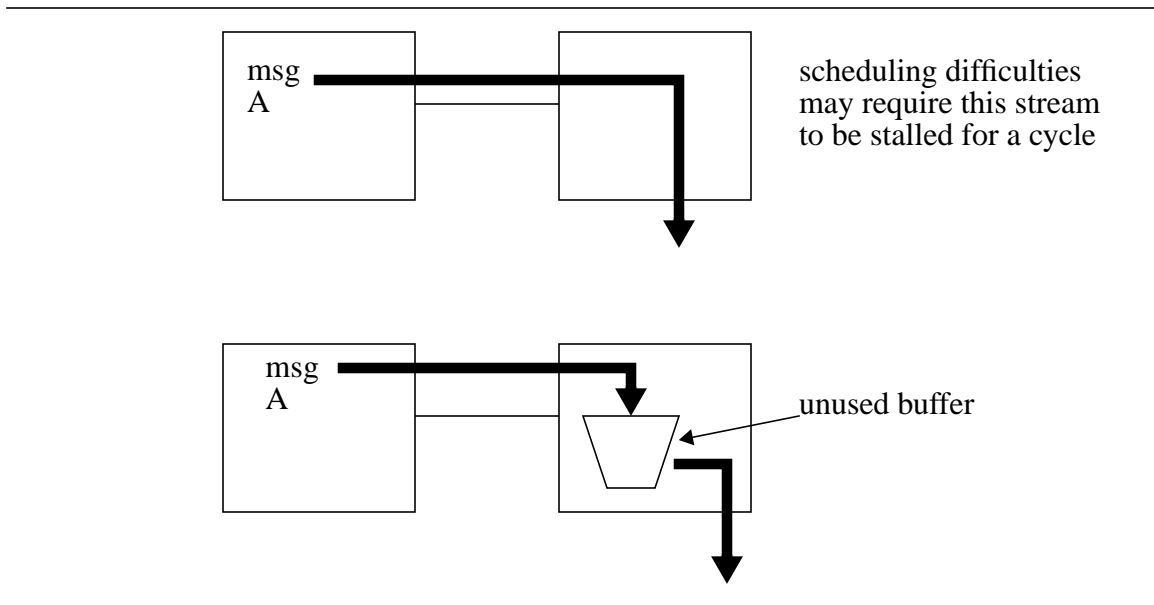 msg
A
scheduling difficulties
may require this stream
to be stalled for a cycle
msg
A
unused buffer